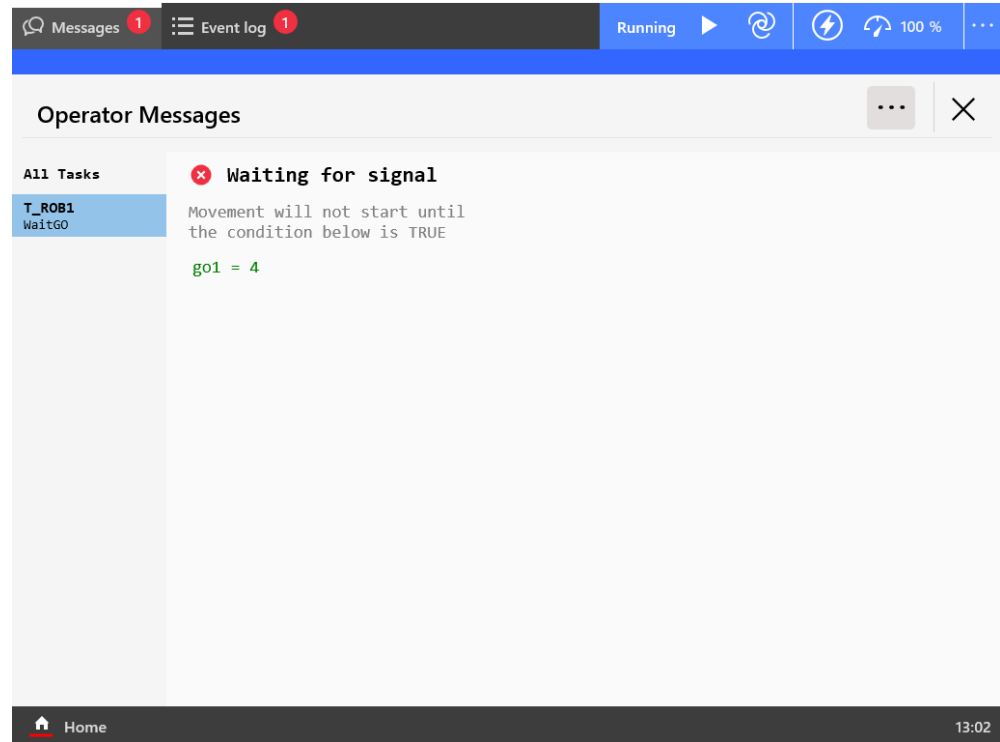 Messages 1 Event log 1 Running 100 % ...
Operator Messages ...
All Tasks
T_ROB1
WaitGO
Waiting for signal
Movement will not start until
the condition below is TRUE
go1 = 4
Home 13:02